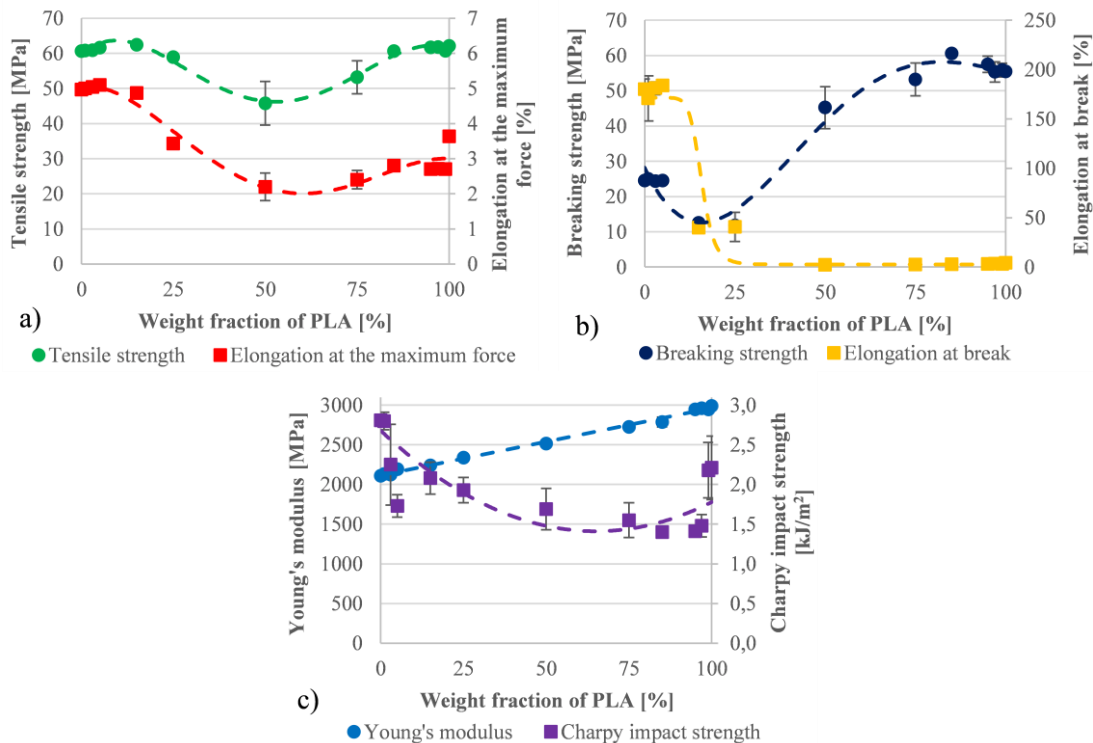 70
60
50
40
30
20
10
0
Tensile strength [MPa]
7
6
5
4
3
2
1
0
Elongation at the maximum
force [%]
0 25 50 75 100
Weight fraction of PLA [%]
a)
Tensile strength Elongation at the maximum force
70
60
50
40
30
20
10
0
Breaking strength [MPa]
250
200
150
100
50
0
Elongation at break [%]
0 25 50 75 100
Weight fraction of PLA [%]
b)
Breaking strength Elongation at break
3000
2500
2000
1500
1000
500
0
Young's modulus [MPa]
3,0
2,5
2,0
1,5
1,0
0,5
0,0
Charpy impact strength
[kJ/m²]
0 25 50 75 100
Weight fraction of PLA [%]
c)
Young's modulus Charpy impact strength